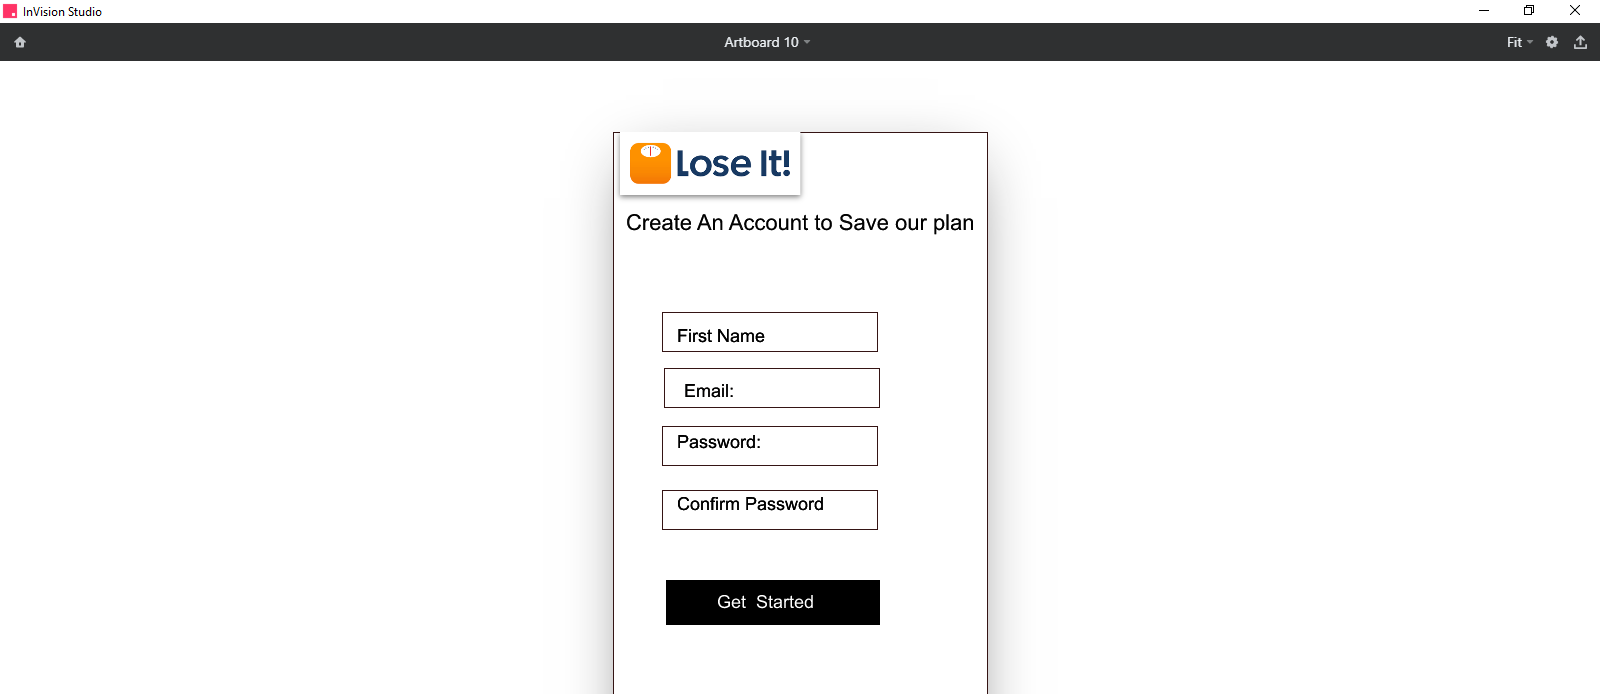 InVision Studio
Artboard 10
Fit
Lose It!
Create An Account to Save our plan
First Name
Email:
Password:
Confirm Password
Get Started